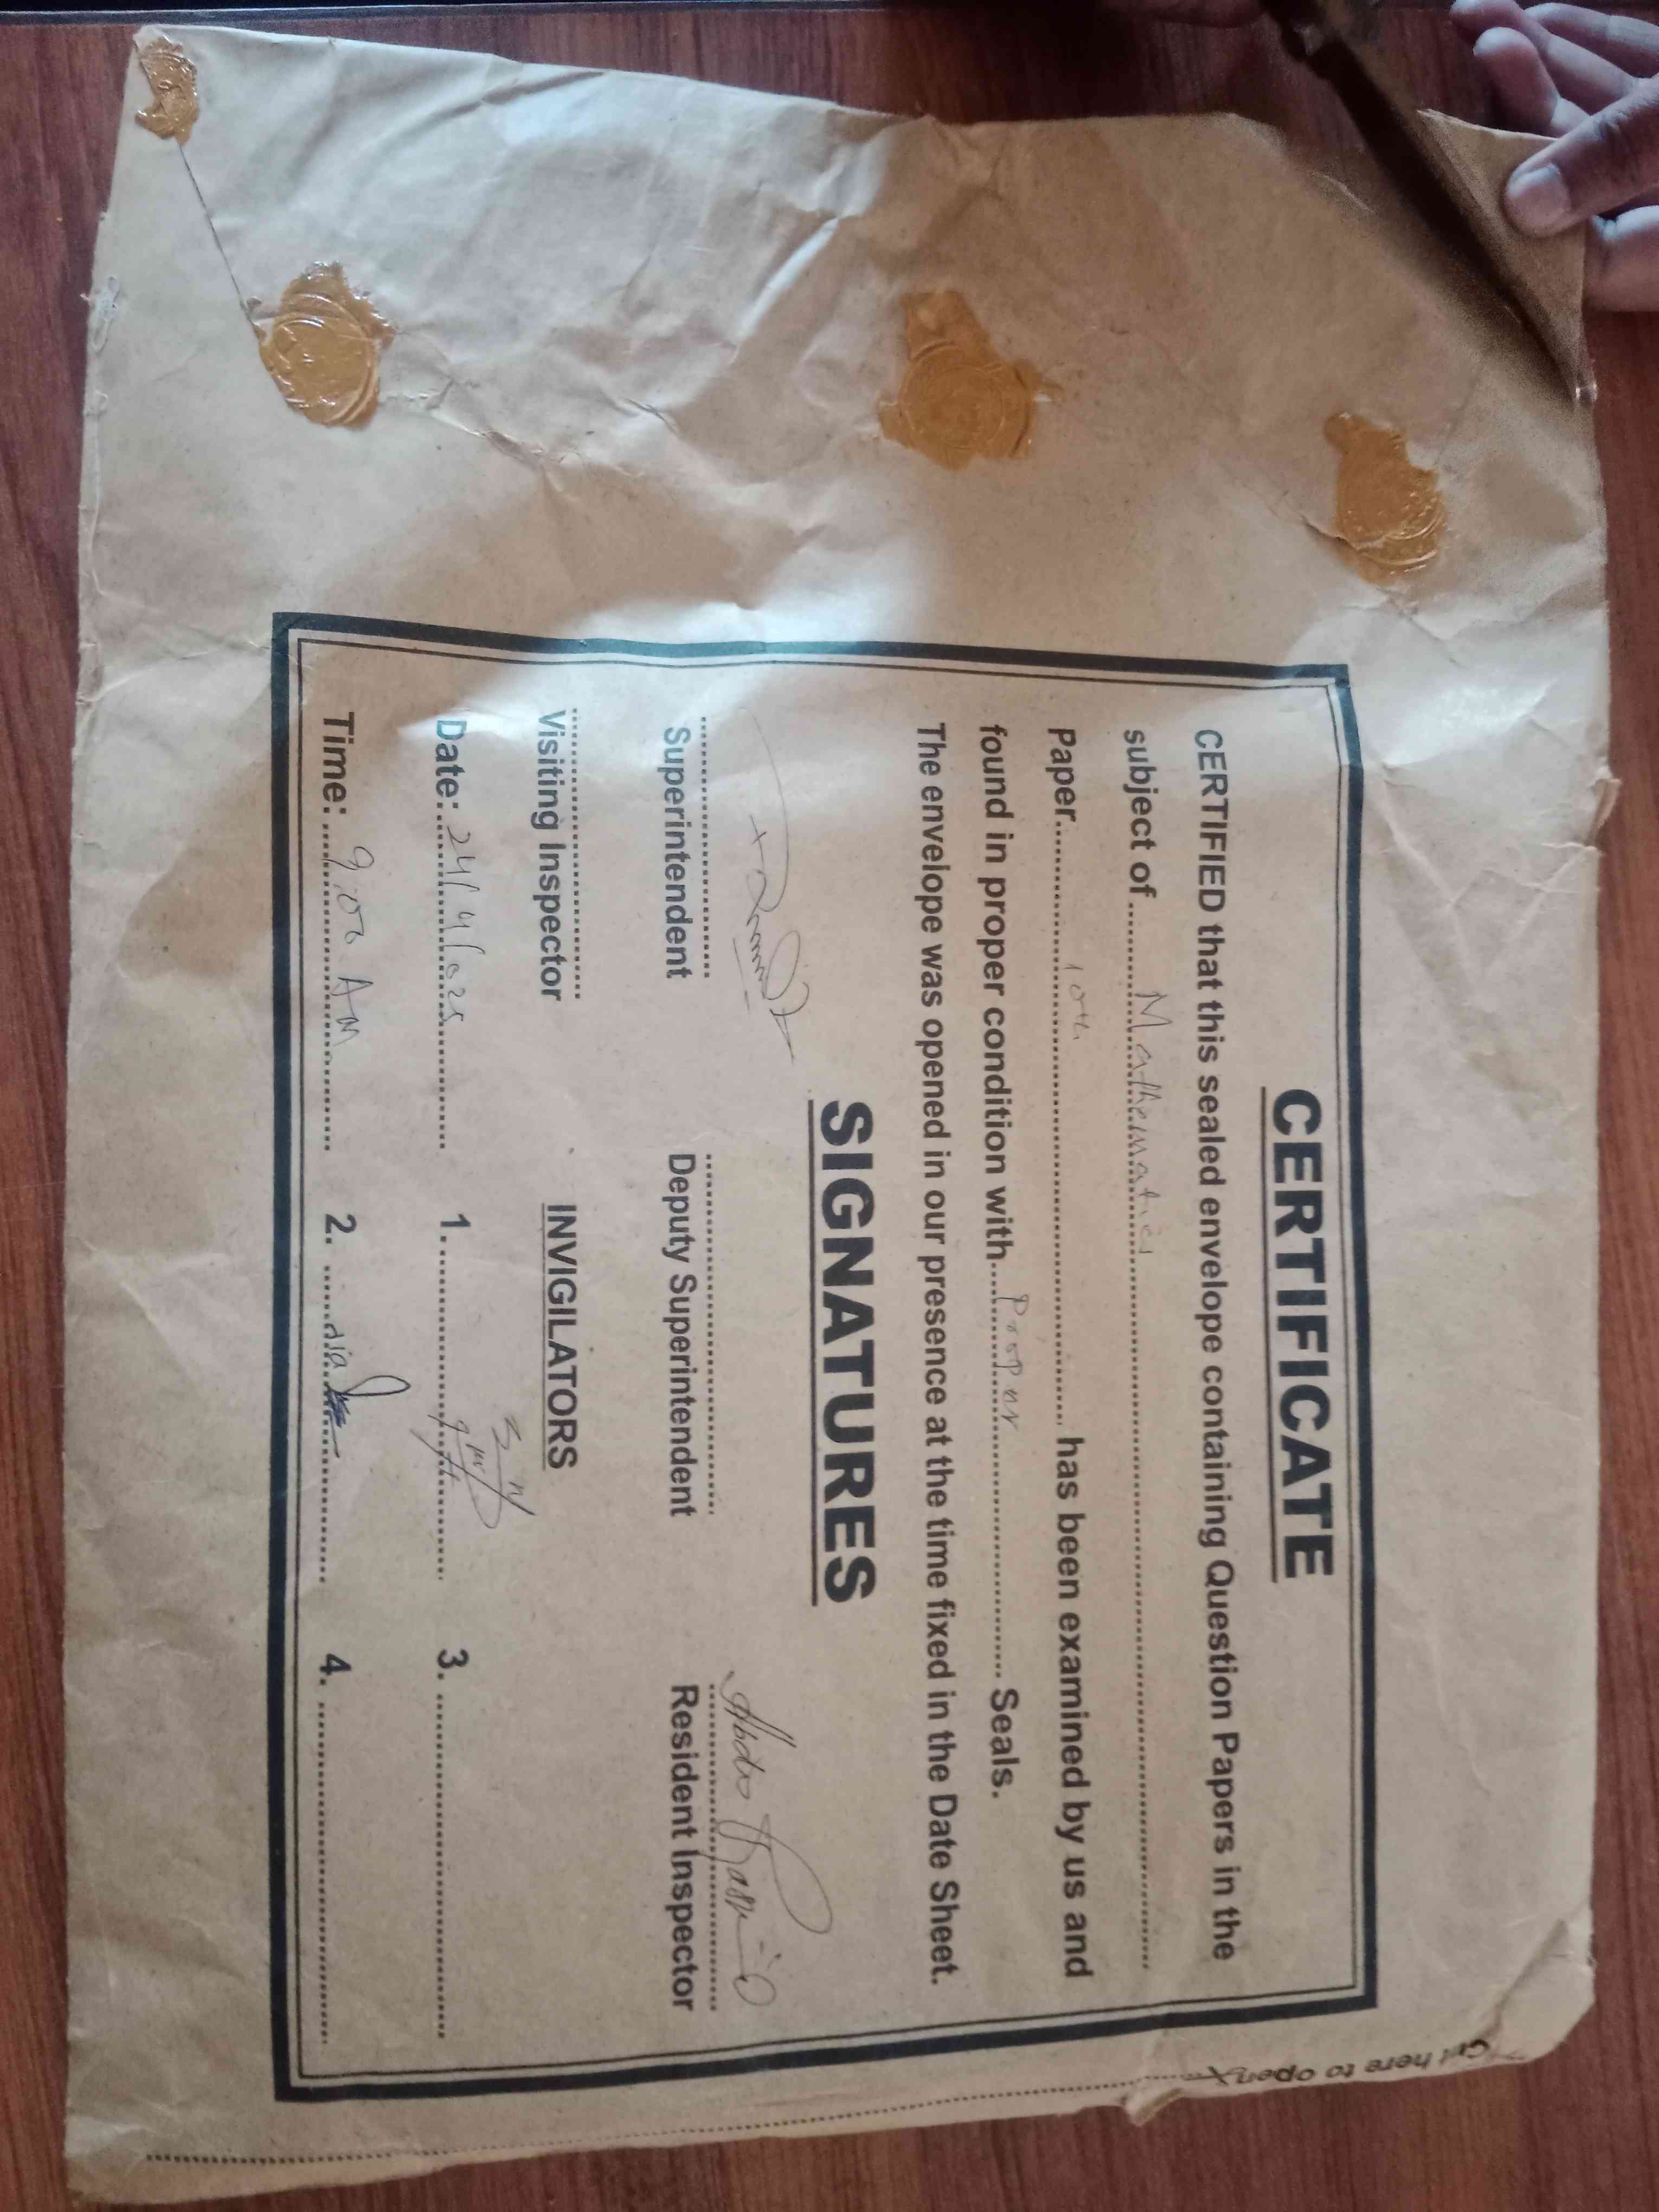 CERTIFICATE
CERTIFIED that this sealed envelope containing Question Papers in the
subject of.....Mathematics.....
Paper.....10th..... has been examined by us and
found in proper condition with.....Proper..... Seals.
The envelope was opened in our presence at the time fixed in the Date Sheet.
SIGNATURES
Superintendent Deputy Superintendent Resident Inspector
Visiting Inspector INVIGILATORS
Date: 24/4/025 1. 3.
Time: 9:00 AM 2. 4.
Cut here to open